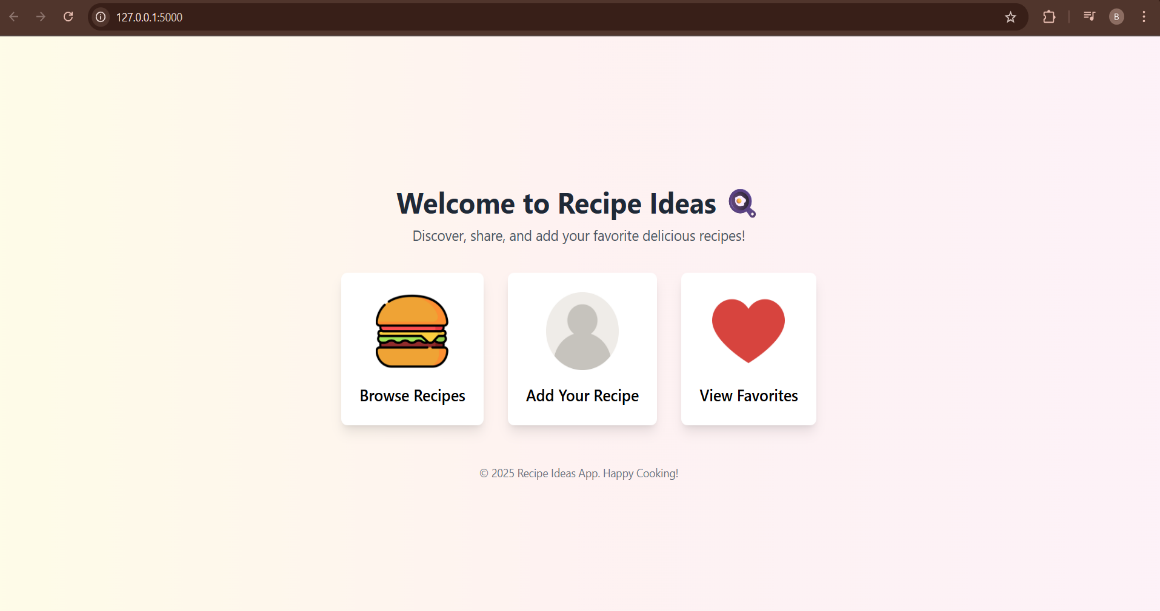 127.0.0.1:5000
B
Welcome to Recipe Ideas
Discover, share, and add your favorite delicious recipes!
Browse Recipes
Add Your Recipe
View Favorites
© 2025 Recipe Ideas App. Happy Cooking!